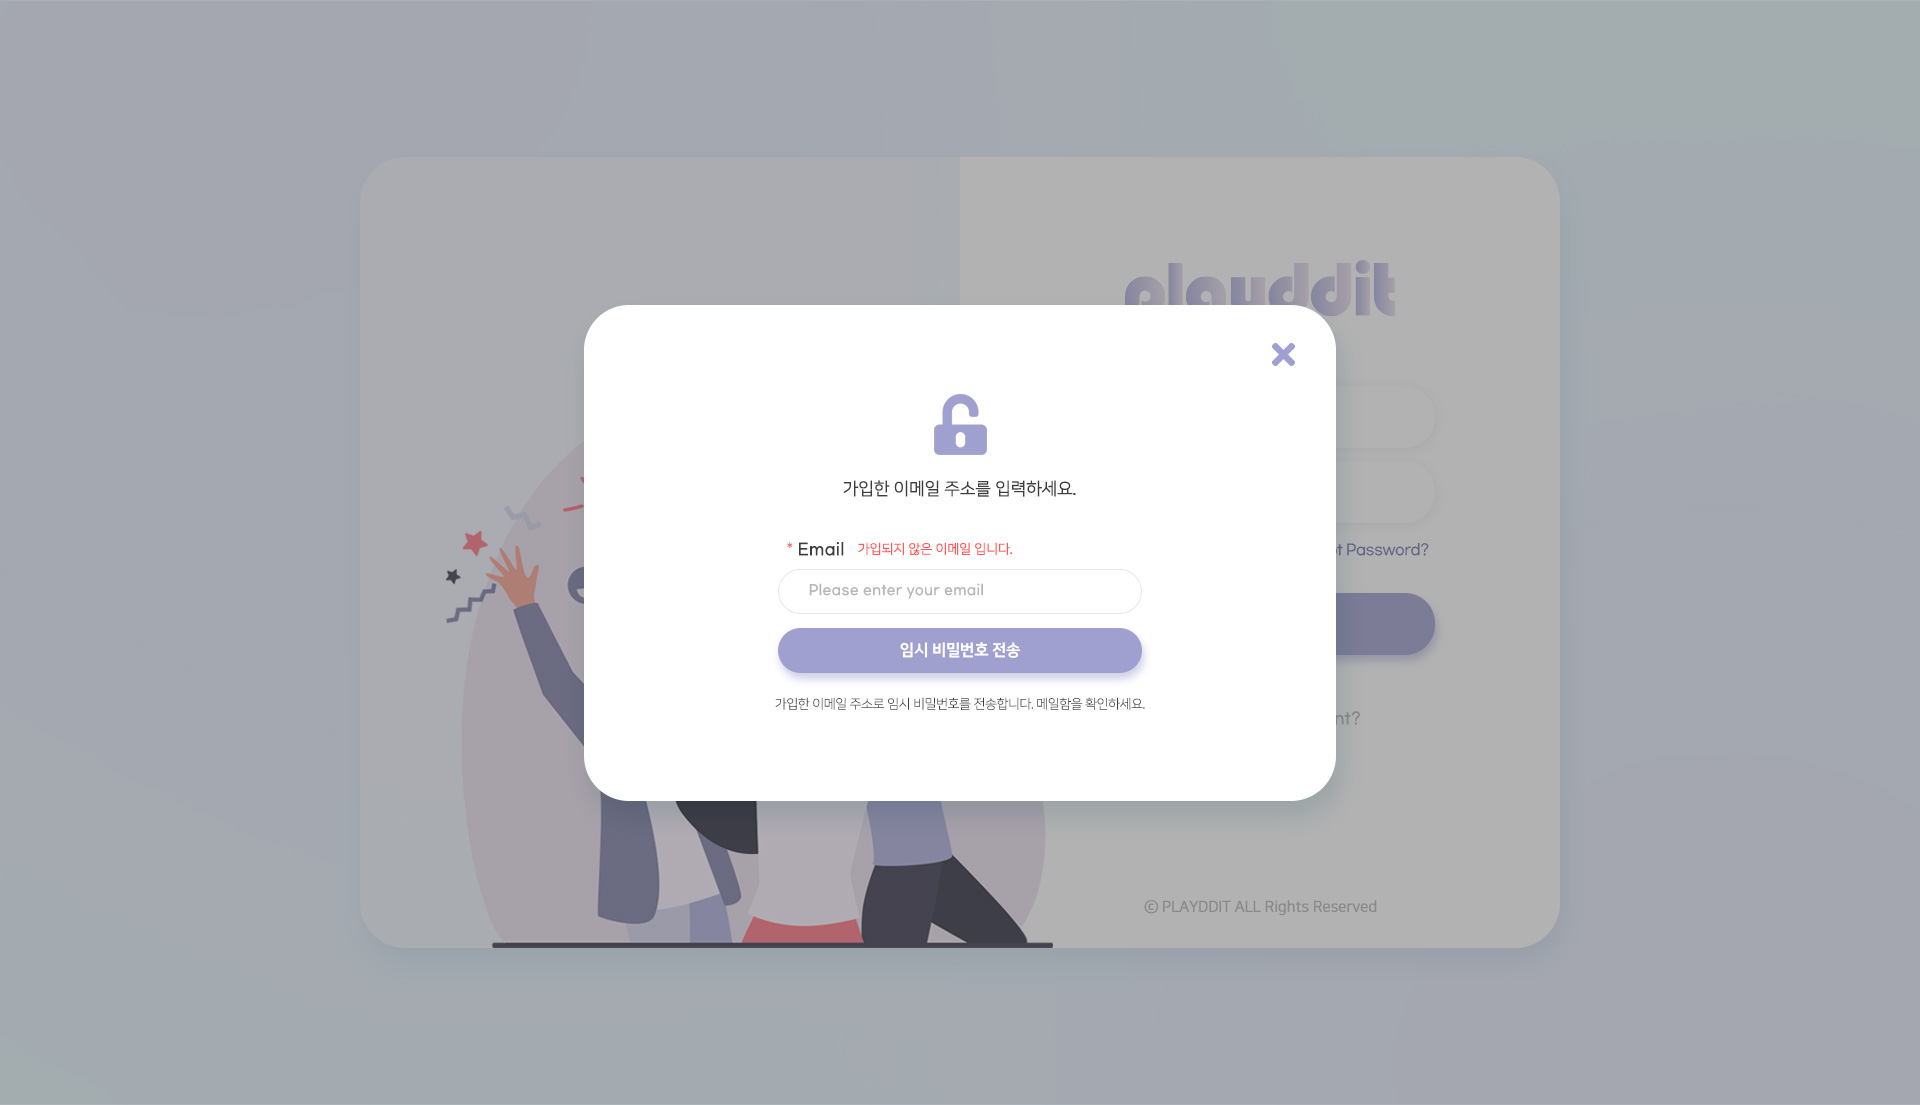 playddit
가입한 이메일 주소를 입력하세요.
* Email 가입되지 않은 이메일 입니다.
Please enter your email
임시 비밀번호 전송
가입한 이메일 주소로 임시 비밀번호를 전송합니다. 메일함을 확인하세요.
Password?
ⓒ PLAYDDIT ALL Rights Reserved